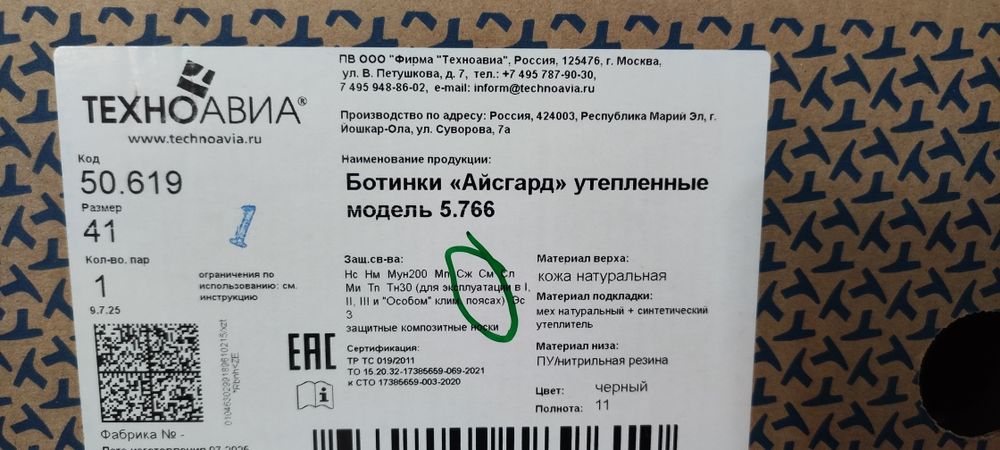 ТЕХНОАВИА®
www.technoavia.ru
ПВ ООО "Фирма "Техноавиа", Россия, 125476, г. Москва,
ул. В. Петушкова, д. 7, тел.: +7 495 787-90-30,
7 495 948-86-02, e-mail: inform@technoavia.ru
Производство по адресу: Россия, 424003, Республика Марий Эл, г.
Йошкар-Ола, ул. Суворова, 7а
Код
50.619
Размер
41
1
Кол-во. пар
1
9.7.25
ограничения по
использованию: см.
инструкцию
Наименование продукции:
Ботинки «Айсгард» утепленные
модель 5.766
Защ.св-ва:
Нс Нм Мун200 Мп Сж См Сл
Ми Тп Тн30 (для эксплуатации в I,
II, III и "Особом" клим. поясах) Эс
З
защитные композитные носки
EAC
Сертификация:
ТР ТС 019/2011
ТО 15.20.32-17385659-069-2021
к СТО 17385659-003-2020
Материал верха:
кожа натуральная
Материал подкладки:
мех натуральный + синтетический
утеплитель
Материал низа:
ПУ/нитрильная резина
Цвет: черный
Полнота: 11
Фабрика № -